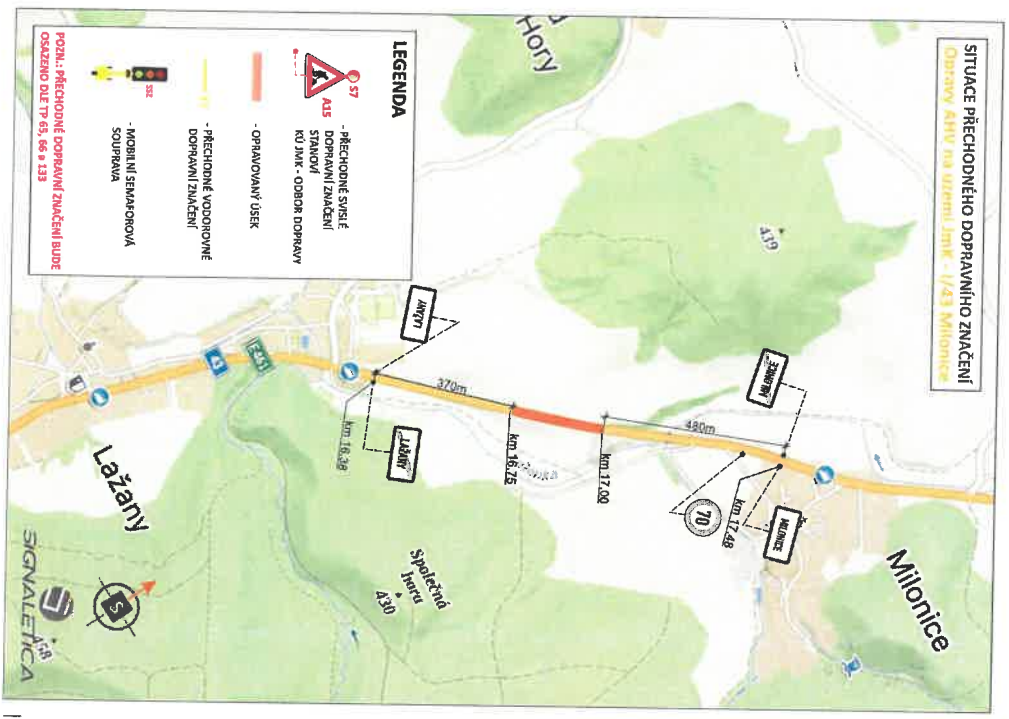 SITUACE PŘECHODNÉHO DOPRAVNÍHO ZNAČENÍ
Opravy AHV na území JmK - I/43 Milonice
Hory
439
MILONICE
480m
km 17,48
70
MILONICE
Milonice
km 17,00
km 16,75
370m
LAŽANY
km 16,38
LAŽANY
E461
43
Lažany
Společná
hora
430
S
458
SIGNALETICA
LEGENDA
S7
A15
- PŘECHODNÉ SVISLÉ
DOPRAVNÍ ZNAČENÍ
STANOVÍ
KÚ JMK - ODBOR DOPRAVY
- OPRAVOVANÝ ÚSEK
- PŘECHODNÉ VODOROVNÉ
DOPRAVNÍ ZNAČENÍ
SSZ
- MOBILNÍ SEMAFOROVÁ
SOUPRAVA
POZN.: PŘECHODNÉ DOPRAVNÍ ZNAČENÍ BUDE
OSAZENO DLE TP 65, 66 a 133